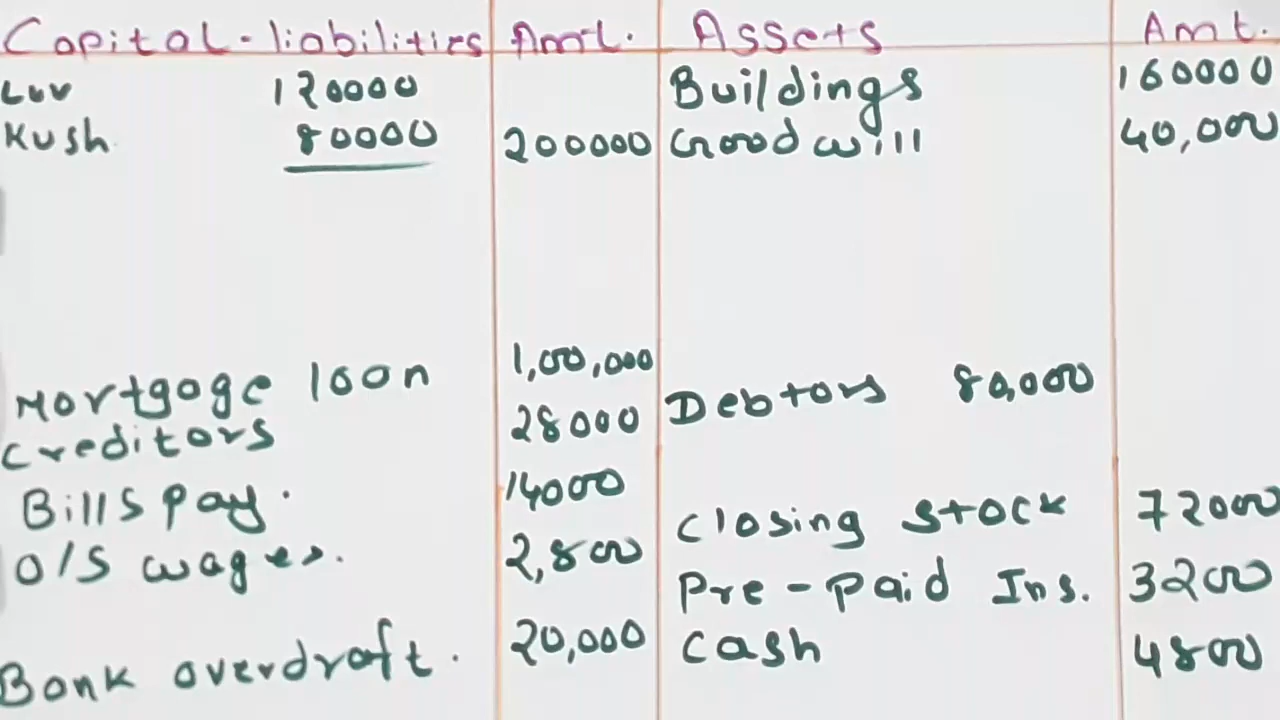 Capital-liabilities Amt. Assets Amt.
Luv 120000 Buildings 160000
Kush 80000 200000 Goodwill 40,000
Mortgage loan 1,00,000 Debtors 80,000
Creditors 28000
Bills pay. 14000 Closing stock 72000
O/S wages. 2,800 Pre-paid Ins. 3200
Bank overdraft. 20,000 Cash 4800